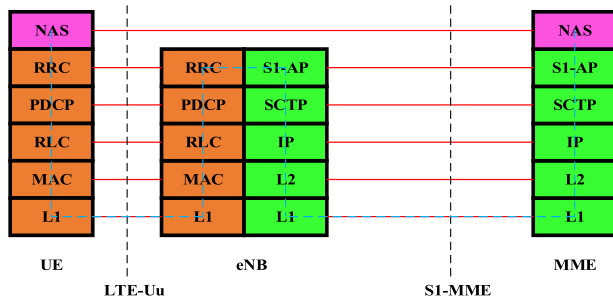 NAS NAS
RRC RRC S1-AP S1-AP
PDCP PDCP SCTP SCTP
RLC RLC IP IP
MAC MAC L2 L2
L1 L1 L1 L1
UE eNB MME
LTE-Uu S1-MME